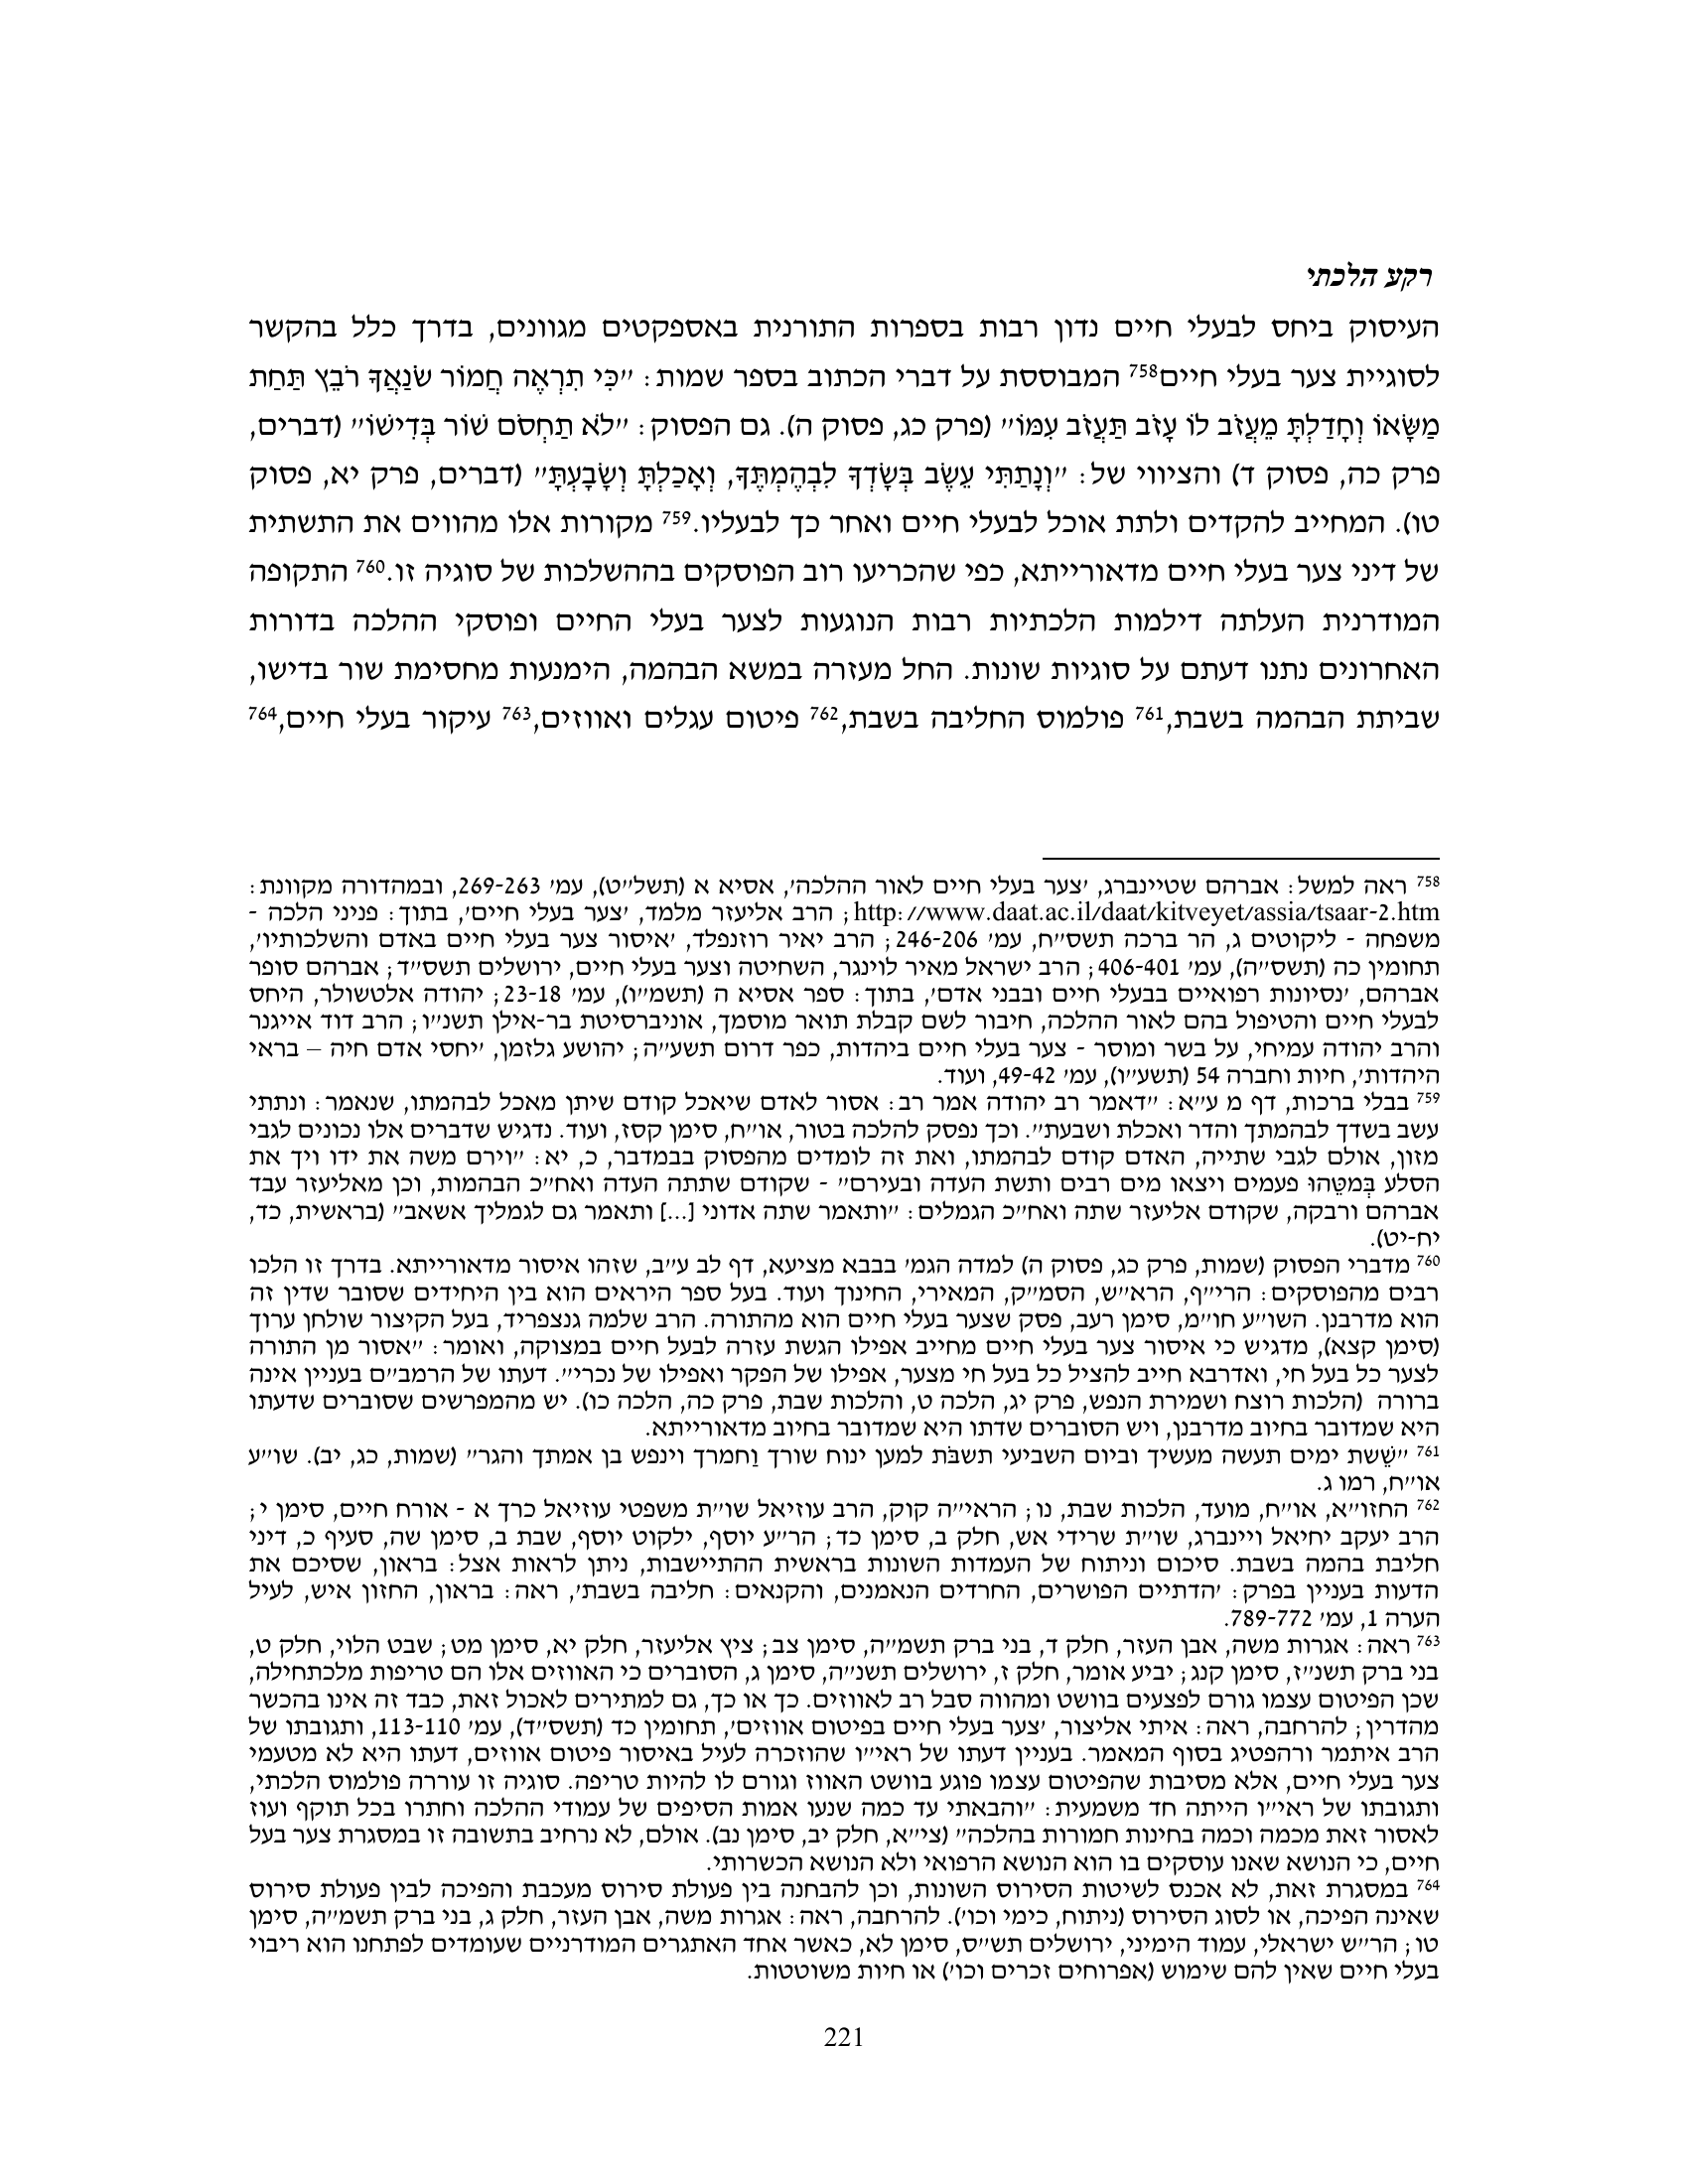 רקע הלכתי
העיסוק ביחס לבעלי חיים נדון רבות בספרות התורנית באספקטים מגוונים, בדרך כלל בהקשר
לסוגיית צער בעלי חיים758 המבוססת על דברי הכתוב בספר שמות: "כִּי תִרְאֶה חֲמוֹר שֹׂנַאֲךָ רֹבֵץ תַּחַת
מַשָּׂאוֹ וְחָדַלְתָּ מֵעֲזֹב לוֹ עָזֹב תַּעֲזֹב עִמּוֹ" (פרק כג, פסוק ה). גם הפסוק: "לֹא תַחְסֹם שׁוֹר בְּדִישׁוֹ" (דברים,
פרק כה, פסוק ד) והציווי של: "וְנָתַתִּי עֵשֶׂב בְּשָׂדְךָ לִבְהֶמְתֶּךָ, וְאָכַלְתָּ וְשָׂבָעְתָּ" (דברים, פרק יא, פסוק
טו). המחייב להקדים ולתת אוכל לבעלי חיים ואחר כך לבעליו.759 מקורות אלו מהווים את התשתית
של דיני צער בעלי חיים מדאורייתא, כפי שהכריעו רוב הפוסקים בההשלכות של סוגיה זו.760 התקופה
המודרנית העלתה דילמות הלכתיות רבות הנוגעות לצער בעלי החיים ופוסקי ההלכה בדורות
האחרונים נתנו דעתם על סוגיות שונות. החל מעזרה במשא הבהמה, הימנעות מחסימת שור בדישו,
שביתת הבהמה בשבת,761 פולמוס החליבה בשבת,762 פיטום עגלים ואווזים,763 עיקור בעלי חיים,764
758 ראה למשל: אברהם שטיינברג, 'צער בעלי חיים לאור ההלכה', אסיא א (תשל"ט), עמ' 269-263, ובמהדורה מקוונת:
http://www.daat.ac.il/daat/kitveyet/assia/tsaar-2.htm; הרב אליעזר מלמד, 'צער בעלי חיים', בתוך: פניני הלכה -
משפחה - ליקוטים ג, הר ברכה תשס"ח, עמ' 246-206; הרב יאיר רוזנפלד, 'איסור צער בעלי חיים באדם והשלכותיו',
תחומין כה (תשס"ה), עמ' 406-401; הרב ישראל מאיר לוינגר, השחיטה וצער בעלי חיים, ירושלים תשס"ד; אברהם סופר
אברהם, 'נסיונות רפואיים בבעלי חיים ובבני אדם', בתוך: ספר אסיא ה (תשמ"ו), עמ' 23-18; יהודה אלטשולר, היחס
לבעלי חיים והטיפול בהם לאור ההלכה, חיבור לשם קבלת תואר מוסמך, אוניברסיטת בר-אילן תשנ"ו; הרב דוד אייגנר
והרב יהודה עמיחי, על בשר ומוסר - צער בעלי חיים ביהדות, כפר דרום תשע"ה; יהושע גלזמן, 'יחסי אדם חיה – בראי
היהדות', חיות וחברה 54 (תשע"ו), עמ' 49-42, ועוד.
759 בבלי ברכות, דף מ ע"א: "דאמר רב יהודה אמר רב: אסור לאדם שיאכל קודם שיתן מאכל לבהמתו, שנאמר: ונתתי
עשב בשדך לבהמתך והדר ואכלת ושבעת". וכך נפסק להלכה בטור, או"ח, סימן קסז, ועוד. נדגיש שדברים אלו נכונים לגבי
מזון, אולם לגבי שתייה, האדם קודם לבהמתו, ואת זה לומדים מהפסוק בבמדבר, כ, יא: "וירם משה את ידו ויך את
הסלע בְּמטֵּהוּ פעמים ויצאו מים רבים ותשת העדה ובעירם" - שקודם שתתה העדה ואח"כ הבהמות, וכן מאליעזר עבד
אברהם ורבקה, שקודם אליעזר שתה ואח"כ הגמלים: "ותאמר שתה אדוני [...] ותאמר גם לגמליך אשאב" (בראשית, כד,
יח-יט).
760 מדברי הפסוק (שמות, פרק כג, פסוק ה) למדה הגמ' בבבא מציעא, דף לב ע"ב, שזהו איסור מדאורייתא. בדרך זו הלכו
רבים מהפוסקים: הרי"ף, הרא"ש, הסמ"ק, המאירי, החינוך ועוד. בעל ספר היראים הוא בין היחידים שסובר שדין זה
הוא מדרבנן. השו"ע חו"מ, סימן רעב, פסק שצער בעלי חיים הוא מהתורה. הרב שלמה גנצפריד, בעל הקיצור שולחן ערוך
(סימן קצא), מדגיש כי איסור צער בעלי חיים מחייב אפילו הגשת עזרה לבעל חיים במצוקה, ואומר: "אסור מן התורה
לצער כל בעל חי, ואדרבא חייב להציל כל בעל חי מצער, אפילו של הפקר ואפילו של נכרי". דעתו של הרמב"ם בעניין אינה
ברורה (הלכות רוצח ושמירת הנפש, פרק יג, הלכה ט, והלכות שבת, פרק כה, הלכה כו). יש מהמפרשים שסוברים שדעתו
היא שמדובר בחיוב מדרבנן, ויש הסוברים שדתו היא שמדובר בחיוב מדאורייתא.
761 "שֵׁשת ימים תעשה מעשיך וביום השביעי תשבֹּת למען ינוח שורך וַחמרך וינפש בן אמתך והגר" (שמות, כג, יב). שו"ע
או"ח, רמו ג.
762 החזו"א, או"ח, מועד, הלכות שבת, נו; הראי"ה קוק, הרב עוזיאל שו"ת משפטי עוזיאל כרך א - אורח חיים, סימן י;
הרב יעקב יחיאל ויינברג, שו"ת שרידי אש, חלק ב, סימן כד; הר"ע יוסף, ילקוט יוסף, שבת ב, סימן שה, סעיף כ, דיני
חליבת בהמה בשבת. סיכום וניתוח של העמדות השונות בראשית ההתיישבות, ניתן לראות אצל: בראון, שסיכם את
הדעות בעניין בפרק: 'הדתיים הפושרים, החרדים הנאמנים, והקנאים: חליבה בשבת', ראה: בראון, החזון איש, לעיל
הערה 1, עמ' 789-772.
763 ראה: אגרות משה, אבן העזר, חלק ד, בני ברק תשמ"ה, סימן צב; ציץ אליעזר, חלק יא, סימן מט; שבט הלוי, חלק ט,
בני ברק תשנ"ז, סימן קנג; יביע אומר, חלק ז, ירושלים תשנ"ה, סימן ג, הסוברים כי האווזים אלו הם טריפות מלכתחילה,
שכן הפיטום עצמו גורם לפצעים בוושט ומהווה סבל רב לאווזים. כך או כך, גם למתירים לאכול זאת, כבד זה אינו בהכשר
מהדרין; להרחבה, ראה: איתי אליצור, 'צער בעלי חיים בפיטום אווזים', תחומין כד (תשס"ד), עמ' 113-110, ותגובתו של
הרב איתמר ורהפטיג בסוף המאמר. בעניין דעתו של ראי"ו שהוזכרה לעיל באיסור פיטום אווזים, דעתו היא לא מטעמי
צער בעלי חיים, אלא מסיבות שהפיטום עצמו פוגע בוושט האווז וגורם לו להיות טריפה. סוגיה זו עוררה פולמוס הלכתי,
ותגובתו של ראי"ו הייתה חד משמעית: "והבאתי עד כמה שנעו אמות הסיפים של עמודי ההלכה וחתרו בכל תוקף ועוז
לאסור זאת מכמה וכמה בחינות חמורות בהלכה" (צי"א, חלק יב, סימן נב). אולם, לא נרחיב בתשובה זו במסגרת צער בעל
חיים, כי הנושא שאנו עוסקים בו הוא הנושא הרפואי ולא הנושא הכשרותי.
764 במסגרת זאת, לא אכנס לשיטות הסירוס השונות, וכן להבחנה בין פעולת סירוס מעכבת והפיכה לבין פעולת סירוס
שאינה הפיכה, או לסוג הסירוס (ניתוח, כימי וכו'). להרחבה, ראה: אגרות משה, אבן העזר, חלק ג, בני ברק תשמ"ה, סימן
טו; הר"ש ישראלי, עמוד הימיני, ירושלים תש"ס, סימן לא, כאשר אחד האתגרים המודרניים שעומדים לפתחנו הוא ריבוי
בעלי חיים שאין להם שימוש (אפרוחים זכרים וכו') או חיות משוטטות.
221